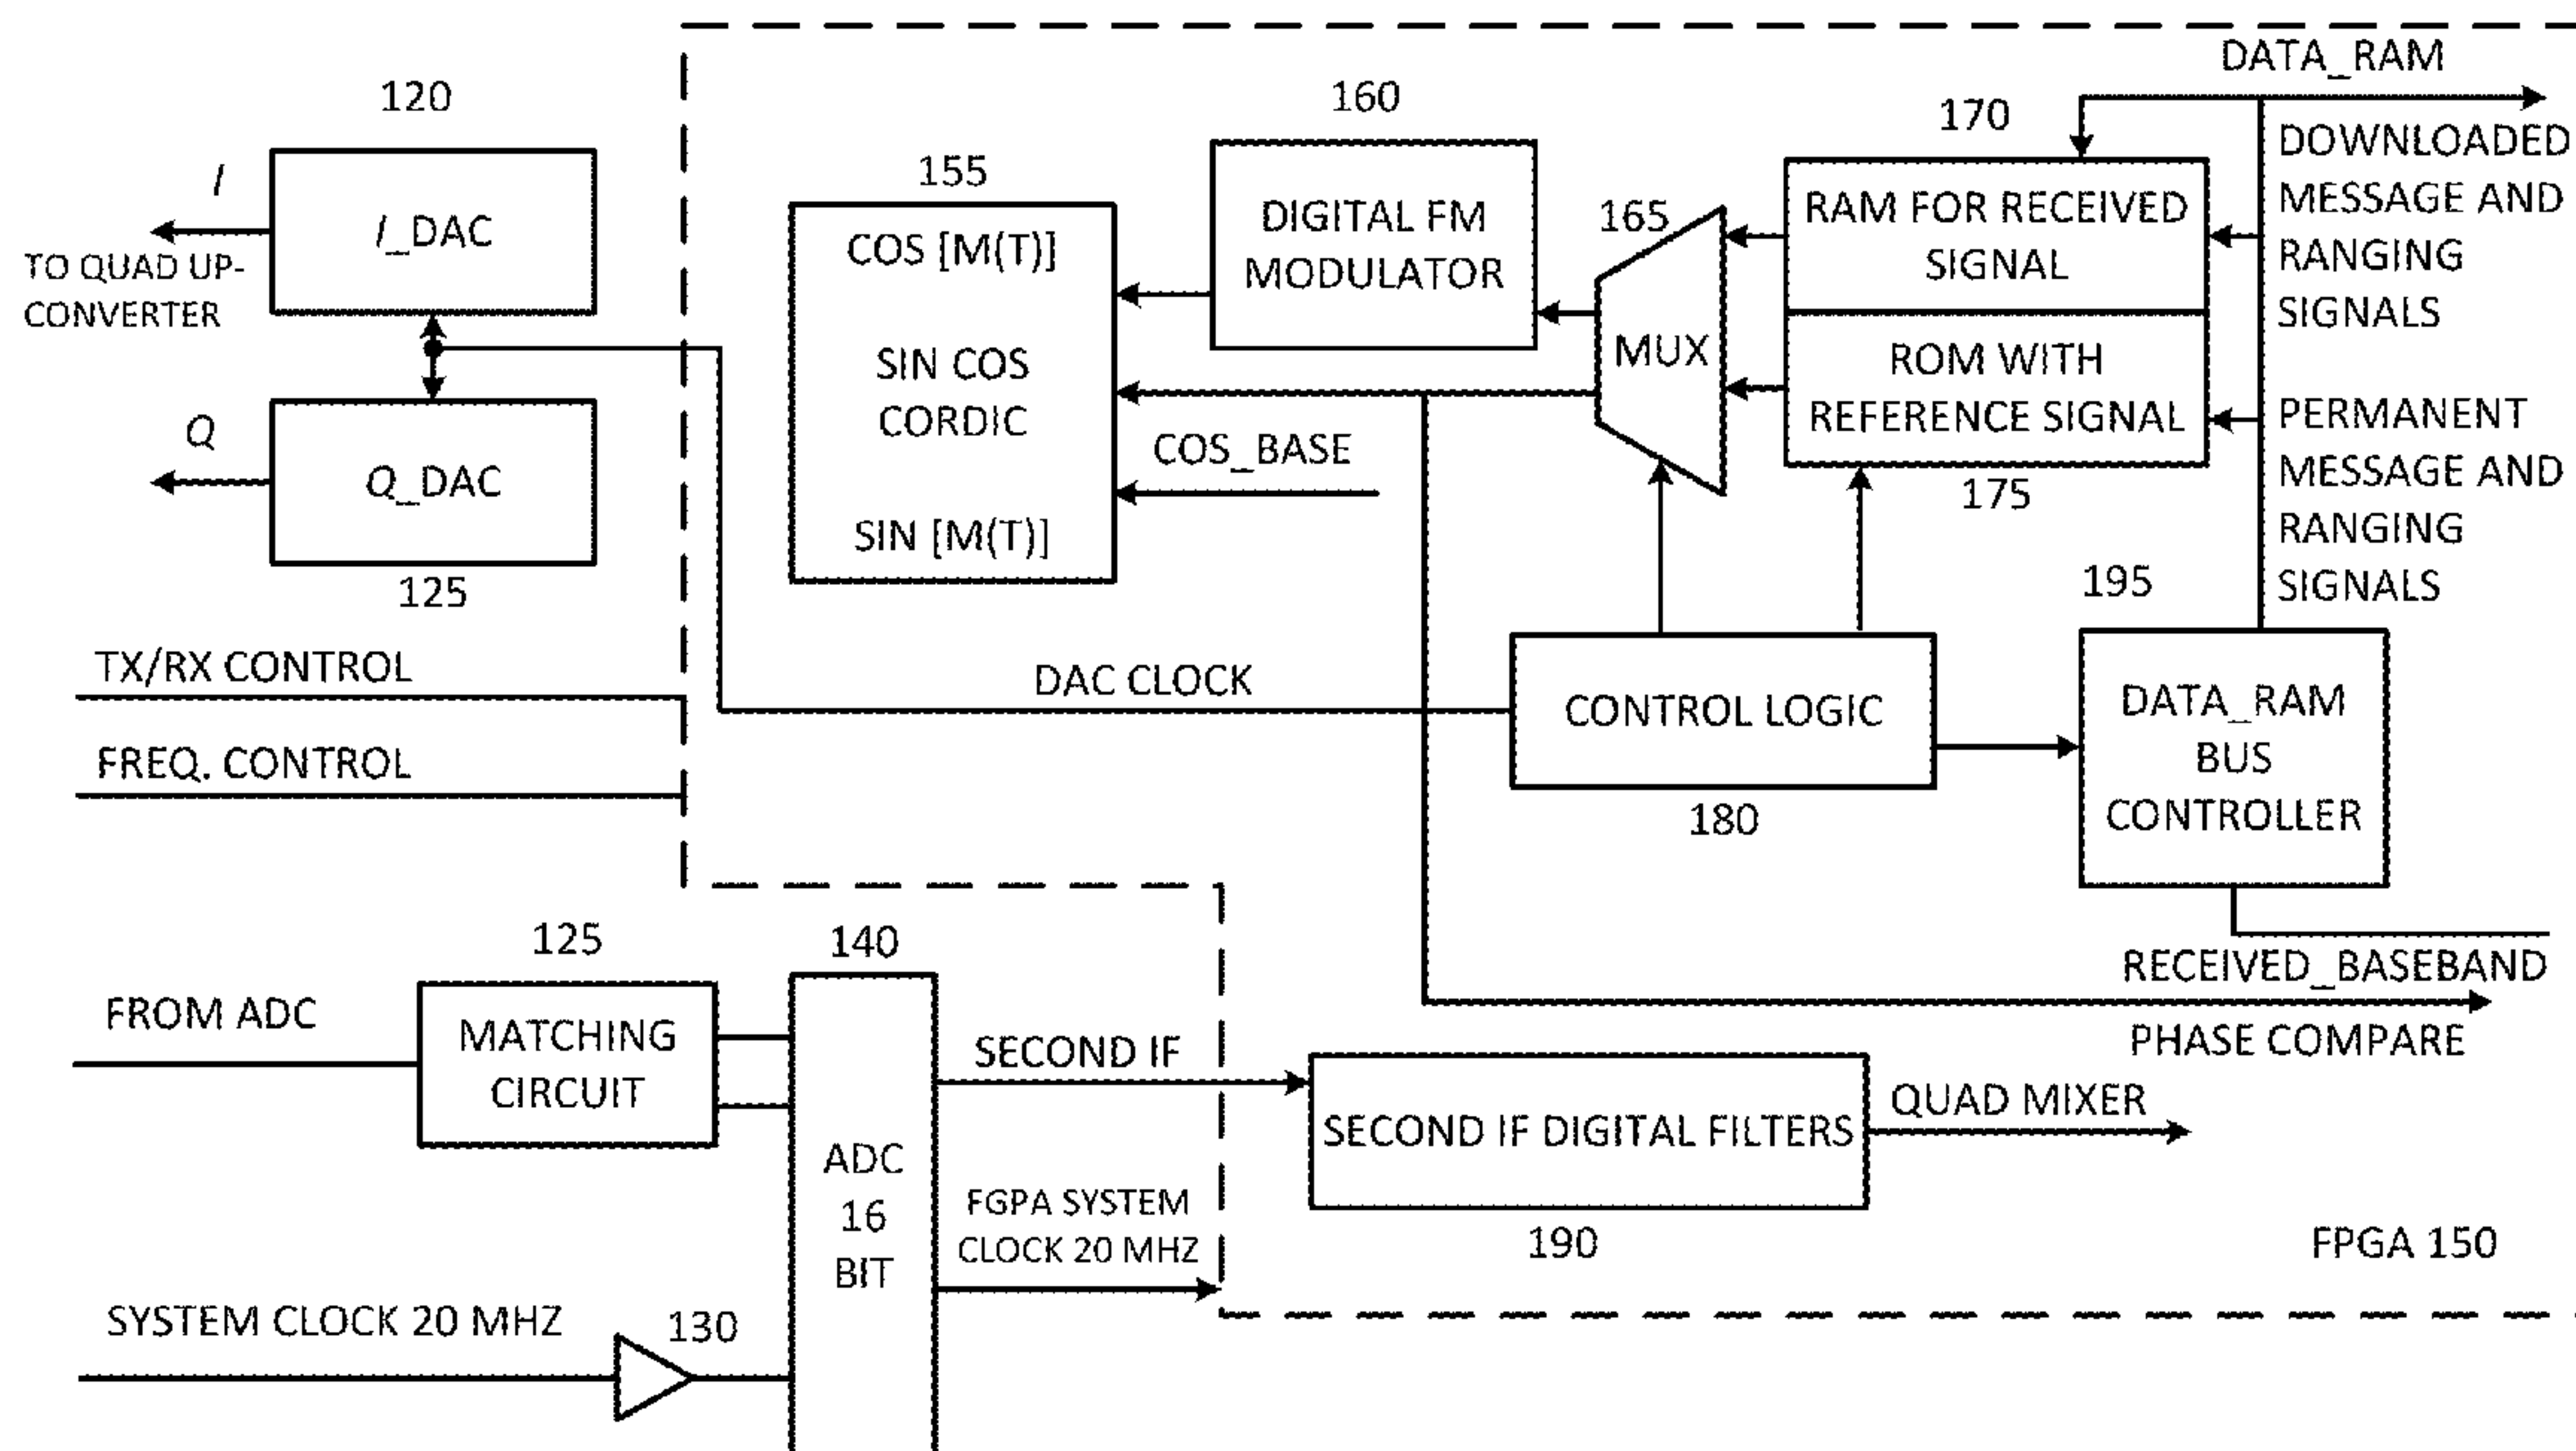 DATA_RAM
120
I
I_DAC
TO QUAD UP-
CONVERTER
Q
Q_DAC
125
155
COS [M(T)]
SIN COS
CORDIC
SIN [M(T)]
160
DIGITAL FM
MODULATOR
COS_BASE
165
MUX
170
RAM FOR RECEIVED
SIGNAL
ROM WITH
REFERENCE SIGNAL
175
DOWNLOADED
MESSAGE AND
RANGING
SIGNALS
PERMANENT
MESSAGE AND
RANGING
SIGNALS
TX/RX CONTROL
FREQ. CONTROL
DAC CLOCK
CONTROL LOGIC
180
195
DATA_RAM
BUS
CONTROLLER
RECEIVED_BASEBAND
PHASE COMPARE
FROM ADC
125
MATCHING
CIRCUIT
140
ADC
16
BIT
SECOND IF
FGPA SYSTEM
CLOCK 20 MHZ
SECOND IF DIGITAL FILTERS
190
QUAD MIXER
FPGA 150
SYSTEM CLOCK 20 MHZ
130